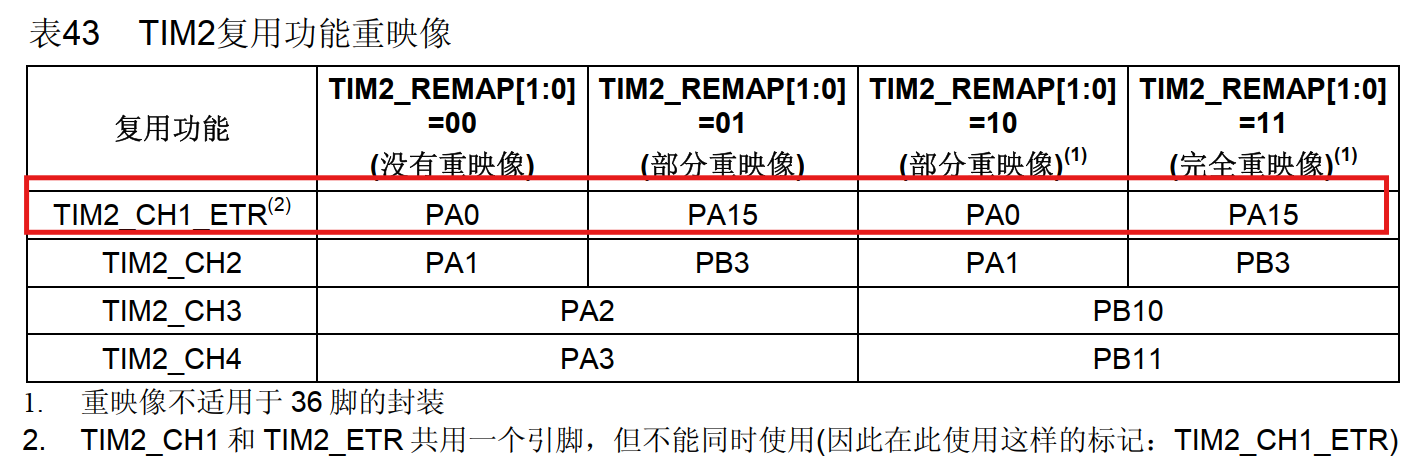 表43 TIM2复用功能重映像
复用功能 TIM2_REMAP[1:0] =00 (没有重映像) TIM2_REMAP[1:0] =01 (部分重映像) TIM2_REMAP[1:0] =10 (部分重映像)(1) TIM2_REMAP[1:0] =11 (完全重映像)(1)
TIM2_CH1_ETR(2) PA0 PA15 PA0 PA15
TIM2_CH2 PA1 PB3 PA1 PB3
TIM2_CH3 PA2 PB10
TIM2_CH4 PA3 PB11
1. 重映像不适用于 36 脚的封装
2. TIM2_CH1 和 TIM2_ETR 共用一个引脚，但不能同时使用(因此在此使用这样的标记：TIM2_CH1_ETR)